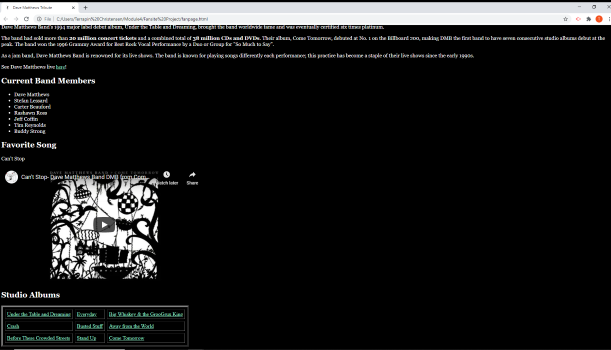 Dave Matthews Tribute
File | C:/Users/Terrapin%20Christensen/Module4/Fansite%20Project/fanpage.html
Dave Matthews Band's 1994 major label debut album, Under the Table and Dreaming, brought the band worldwide fame and was eventually certified six times platinum.
The band had sold more than 20 million concert tickets and a combined total of 38 million CDs and DVDs. Their album, Come Tomorrow, debuted at No. 1 on the Billboard 200, making DMB the first band to have seven consecutive studio albums debut at the
peak. The band won the 1996 Grammy Award for Best Rock Vocal Performance by a Duo or Group for "So Much to Say".
As a jam band, Dave Matthews Band is renowned for its live shows. The band is known for playing songs differently each performance; this practice has become a staple of their live shows since the early 1990s.
See Dave Matthews live here!
Current Band Members
Dave Matthews
Stefan Lessard
Carter Beauford
Rashawn Ross
Jeff Coffin
Tim Reynolds
Buddy Strong
Favorite Song
Can't Stop
DAVE MATTHEWS BAND COME TOMORROW
Can't Stop- Dave Matthews Band DMB from Com...
Watch later
Share
Studio Albums
Under the Table and Dreaming Everyday Big Whiskey & the GrooGrux King
Crash Busted Stuff Away from the World
Before These Crowded Streets Stand Up Come Tomorrow